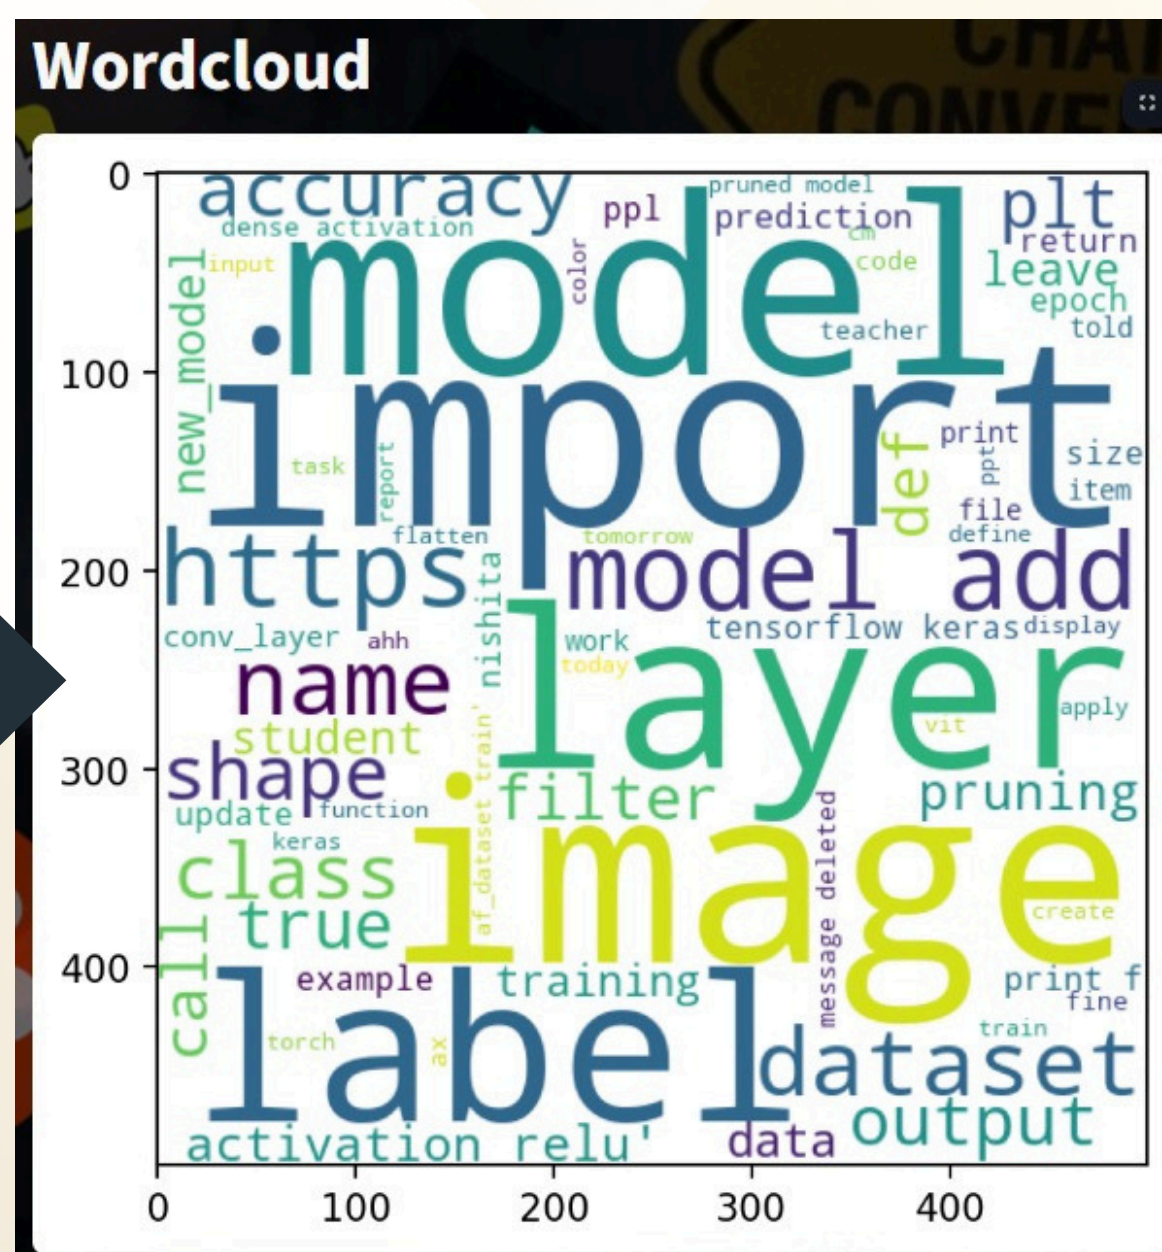 Wordcloud
CHAT
CONVE
0
100
200
300
400
0
100
200
300
400
accuracy
ppl
pruned model
prediction
plt
dense activation
cm
return
input
color
model
code
leave
epoch
new_model
teacher
told
import
def
print
size
task
report
ppt
item
file
flatten
tomorrow
define
https
model add
nishita
conv_layer
ahh
work
tensorflow keras
display
today
name
layer
apply
vit
student
af_dataset train'
shape
filter
pruning
update
function
keras
image
message deleted
class
create
true
call
example
training
print f
fine
label
torch
ax
train
dataset
output
activation relu'
data